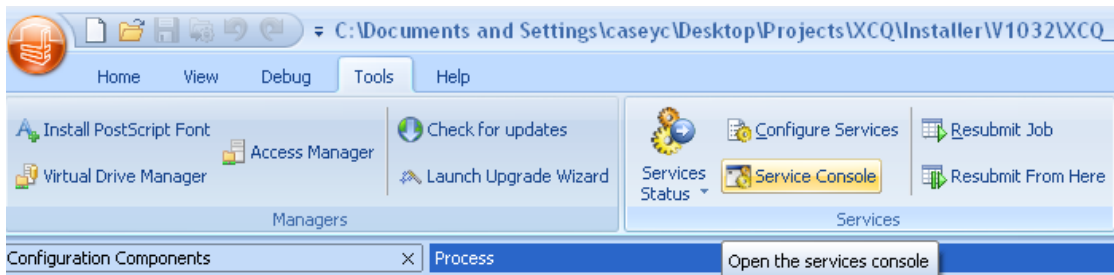 C:\Documents and Settings\caseyc\Desktop\Projects\XCQ\Installer\V1032\XCQ_
Home View Debug Tools Help
Install PostScript Font
Virtual Drive Manager
Access Manager
Check for updates
Launch Upgrade Wizard
Managers
Services
Status
Configure Services
Service Console
Resubmit Job
Resubmit From Here
Services
Configuration Components
Process
Open the services console